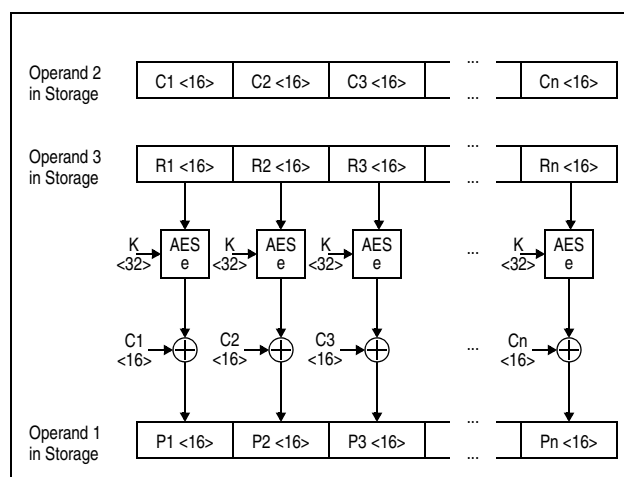 ...
Operand 2 C1 <16> C2 <16> C3 <16> Cn <16>
in Storage
...
...
Operand 3 R1 <16> R2 <16> R3 <16> Rn <16>
in Storage
...
K AES K AES K AES K AES
<32> e <32> e <32> e ... <32> e
C1 C2 C3 ... Cn
<16> <16> <16> <16>
...
Operand 1 P1 <16> P2 <16> P3 <16> Pn <16>
in Storage
...